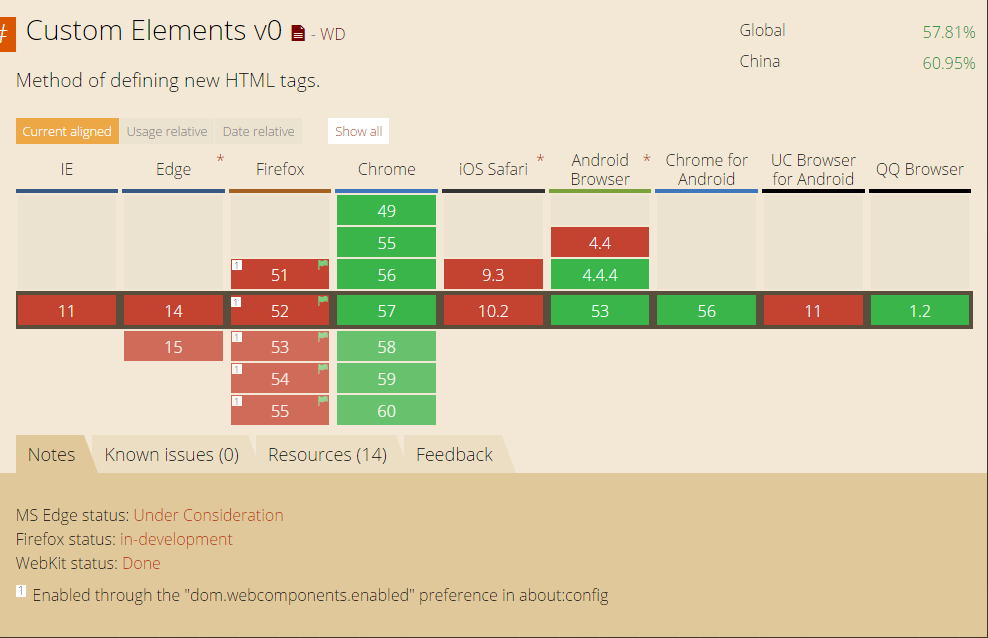 # Custom Elements v0 - WD
Global 57.81%
China 60.95%
Method of defining new HTML tags.
Current aligned Usage relative Date relative Show all
IE Edge * Firefox Chrome iOS Safari * Android Browser * Chrome for Android UC Browser for Android QQ Browser
49
55 4.4
1 51 56 9.3 4.4.4
11 14 1 52 57 10.2 53 56 11 1.2
15 1 53 58
1 54 59
1 55 60
Notes Known issues (0) Resources (14) Feedback
MS Edge status: Under Consideration
Firefox status: in-development
WebKit status: Done
1 Enabled through the "dom.webcomponents.enabled" preference in about:config